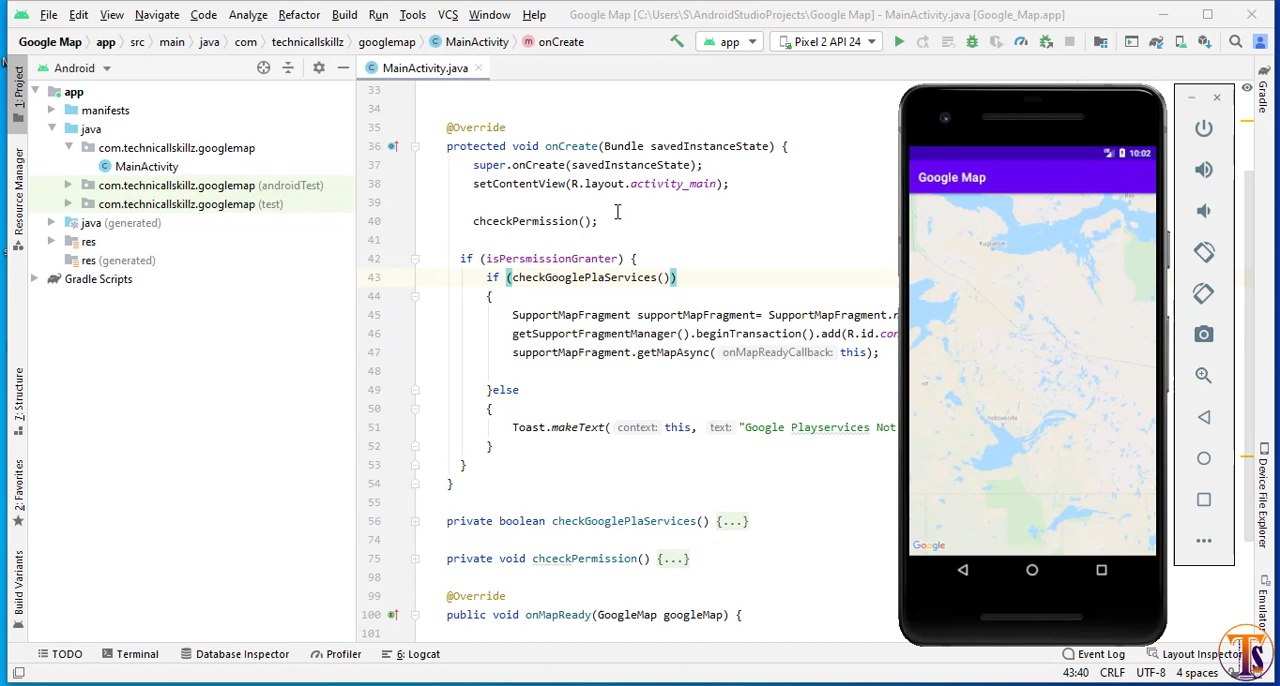 File Edit View Navigate Code Analyze Refactor Build Run Tools VCS Window Help Google Map [C:\Users\S\AndroidStudioProjects\Google Map] - MainActivity.java [Google_Map.app]
Google Map app src main java com technicallskillz googlemap MainActivity onCreate app Pixel 2 API 24
1: Project
Resource Manager
7: Structure
2: Favorites
Build Variants
Android
app
manifests
java
com.technicallskillz.googlemap
MainActivity
com.technicallskillz.googlemap (androidTest)
com.technicallskillz.googlemap (test)
java (generated)
res
res (generated)
Gradle Scripts
MainActivity.java
33
34
35 @Override
36 protected void onCreate(Bundle savedInstanceState) {
37 super.onCreate(savedInstanceState);
38 setContentView(R.layout.activity_main);
39
40 chceckPermission();
41
42 if (isPersmissionGranter) {
43 if (checkGooglePlaServices())
44 {
45 SupportMapFragment supportMapFragment= SupportMapFragment.
46 getSupportFragmentManager().beginTransaction().add(R.id.
47 supportMapFragment.getMapAsync( onMapReadyCallback: this);
48
49 }else
50 {
51 Toast.makeText( context: this, text: "Google Playservices Not
52 }
53 }
54 }
55
56 private boolean checkGooglePlaServices() {...}
74
75 private void chceckPermission() {...}
98
99 @Override
100 public void onMapReady(GoogleMap googleMap) {
101
10:02
Google Map
Yellowknife
Google
Gradle
Device File Explorer
Emulator
TODO Terminal Database Inspector Profiler 6: Logcat Event Log Layout Inspector
43:40 CRLF UTF-8 4 spaces
TS